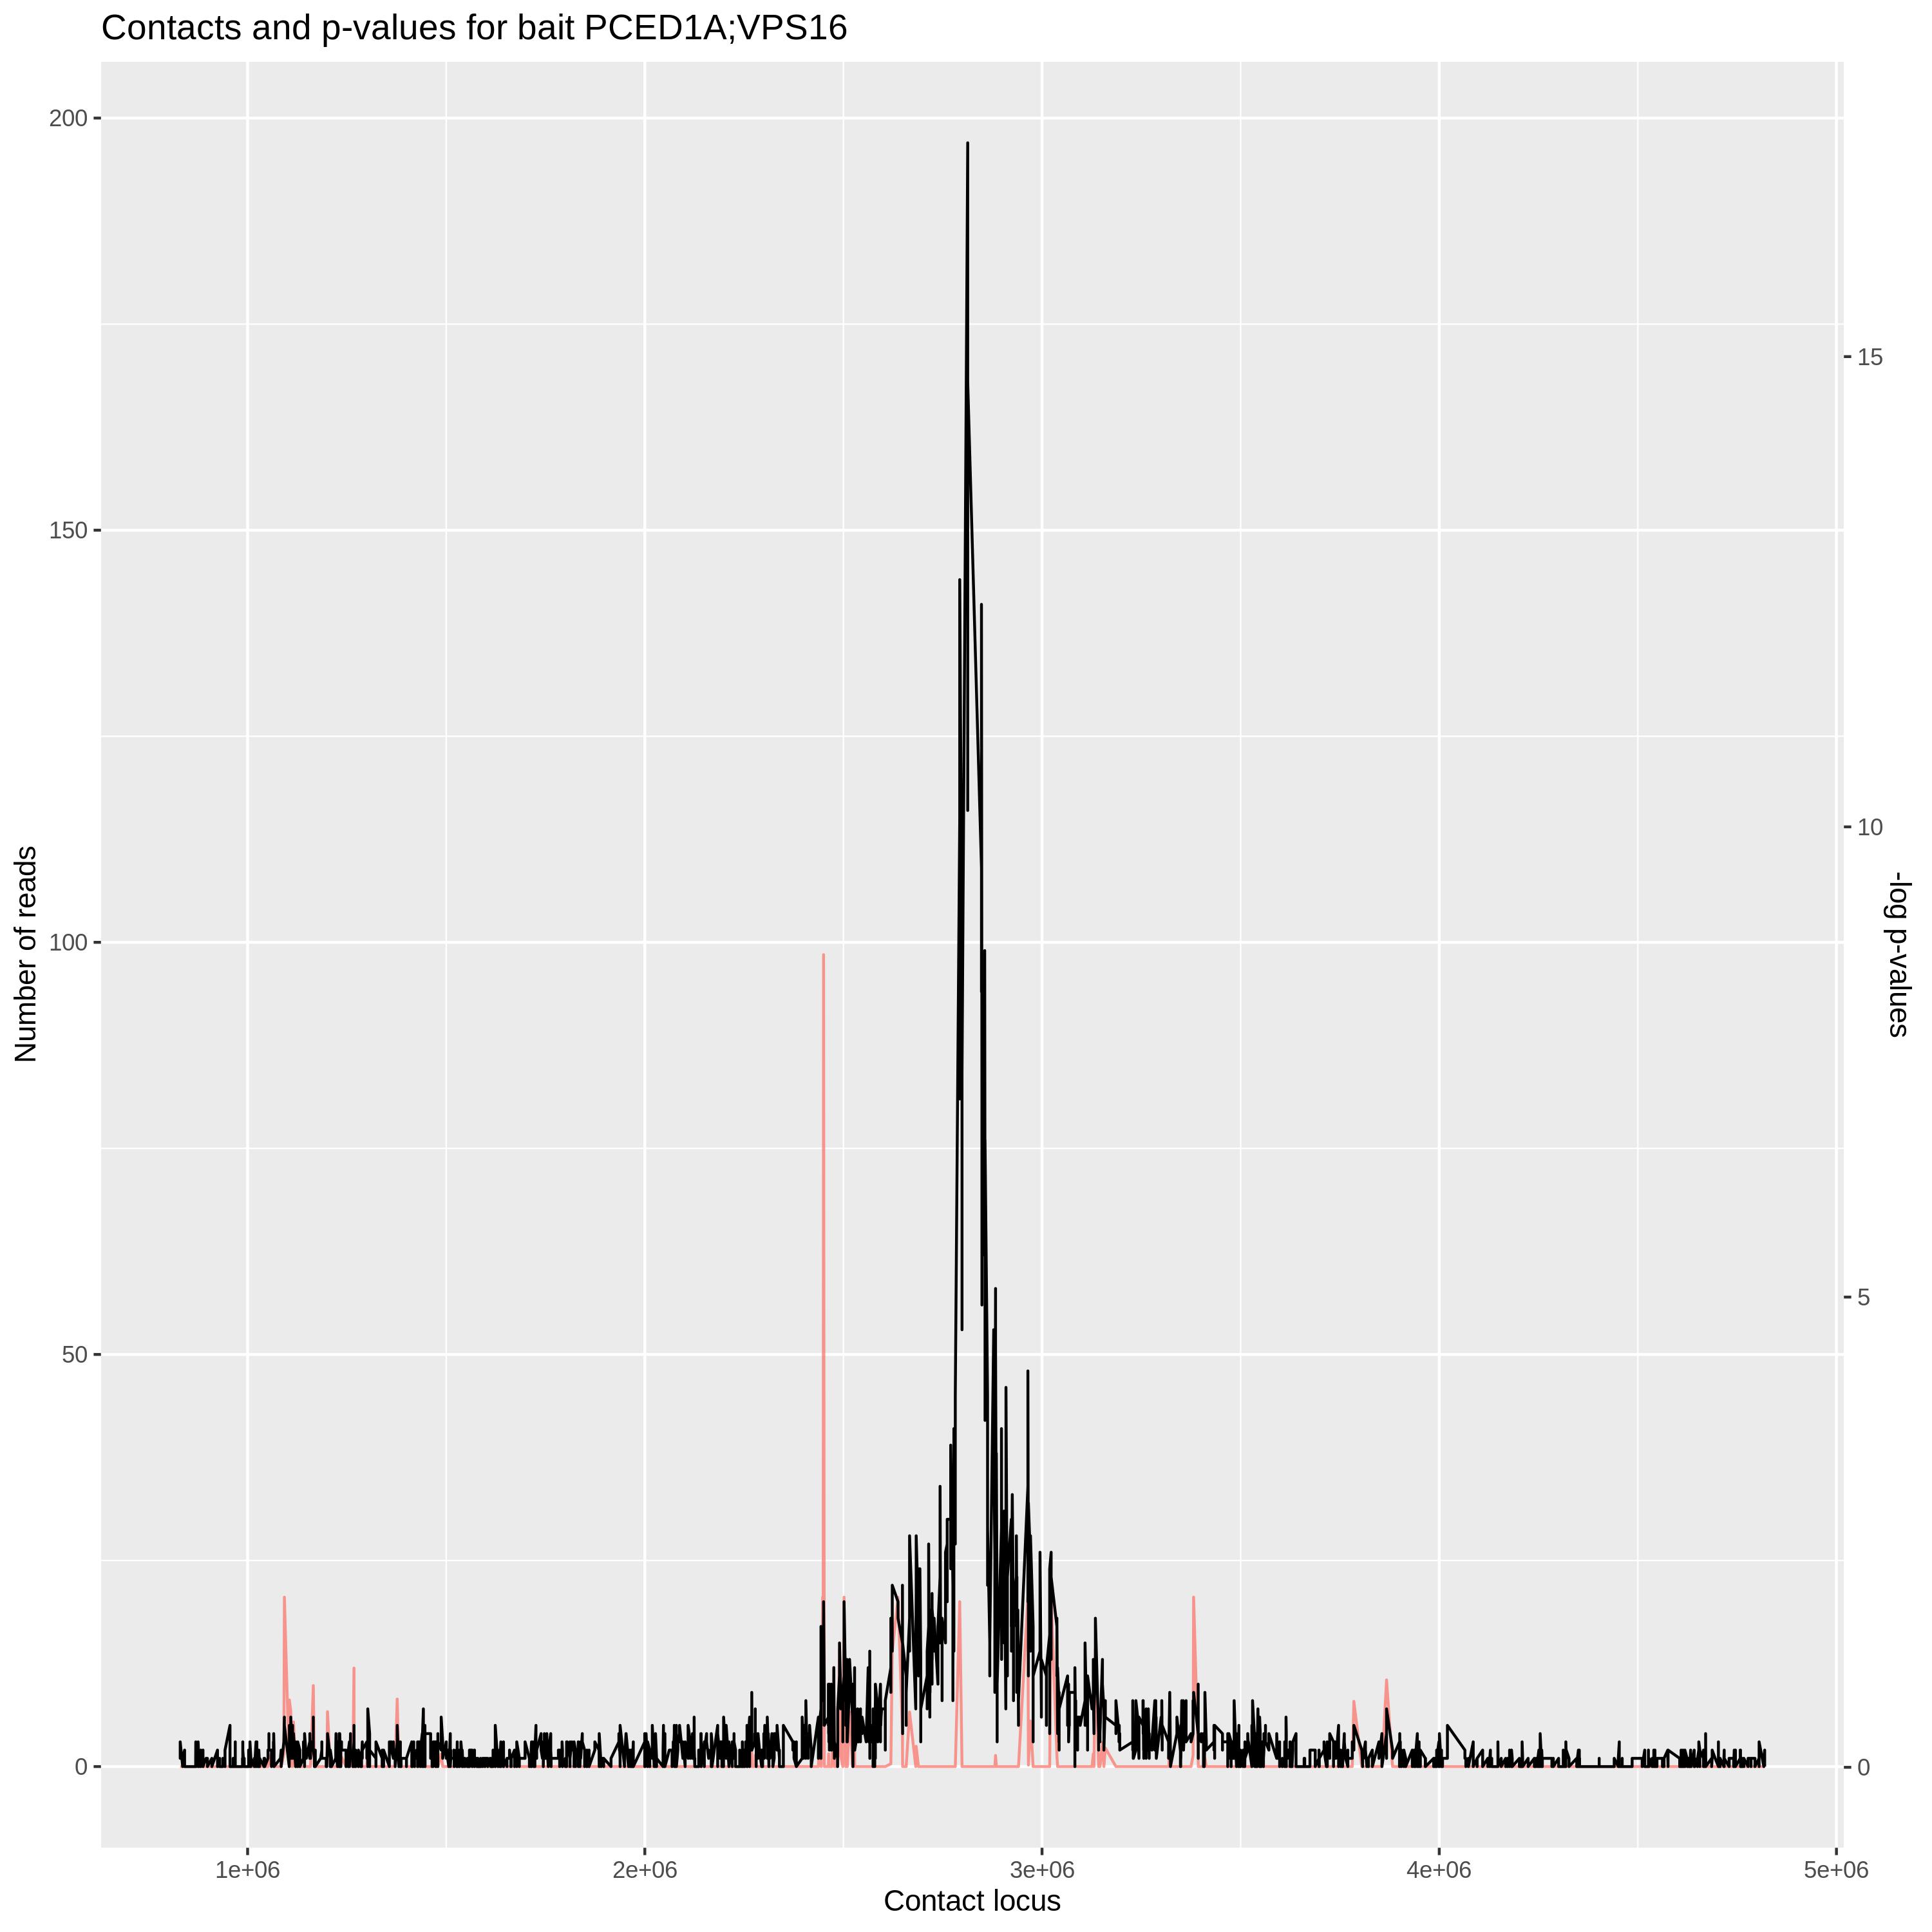 Contacts and p-values for bait PCED1A;VPS16
200
150
100
50
0
Number of reads
15
10
5
0
-log p-values
1e+06
2e+06
3e+06
4e+06
5e+06
Contact locus